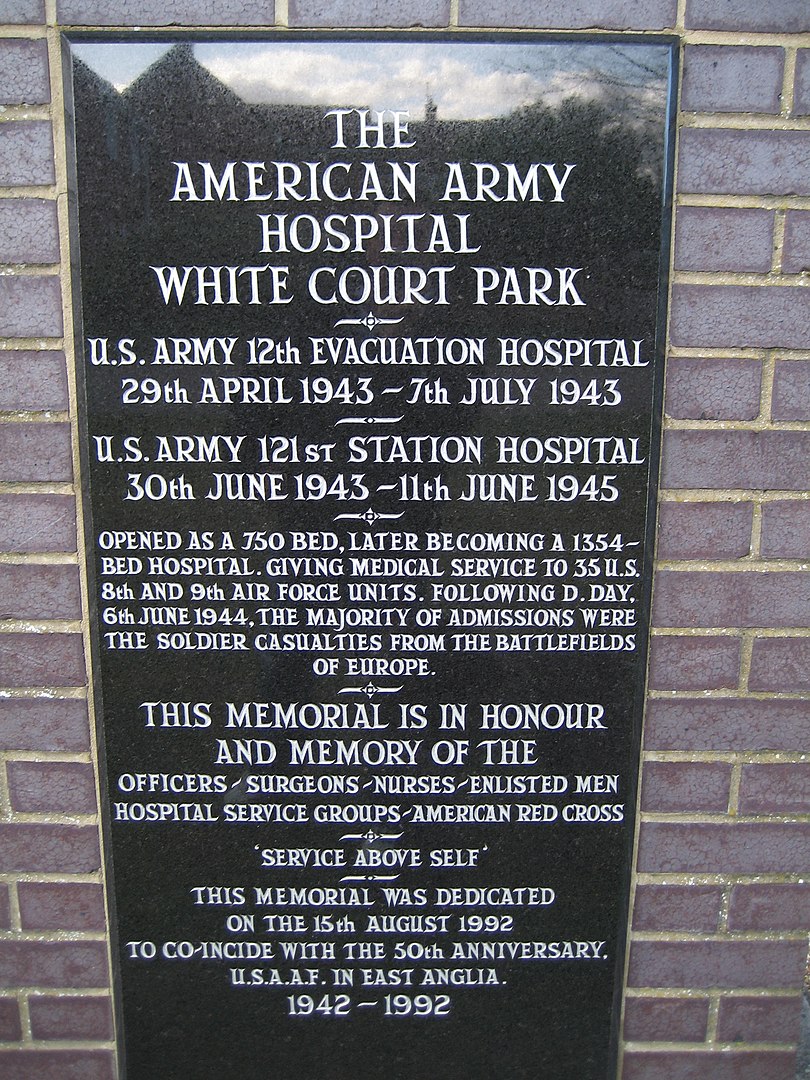 THE
AMERICAN ARMY
HOSPITAL
WHITE COURT PARK
U.S. ARMY 12th EVACUATION HOSPITAL
29th APRIL 1943 – 7th JULY 1943
U.S. ARMY 121ST STATION HOSPITAL
30th JUNE 1943 – 11th JUNE 1945
OPENED AS A 750 BED, LATER BECOMING A 1354–
BED HOSPITAL. GIVING MEDICAL SERVICE TO 35 U.S.
8th AND 9th AIR FORCE UNITS. FOLLOWING D. DAY,
6th JUNE 1944, THE MAJORITY OF ADMISSIONS WERE
THE SOLDIER CASUALTIES FROM THE BATTLEFIELDS
OF EUROPE.
THIS MEMORIAL IS IN HONOUR
AND MEMORY OF THE
OFFICERS - SURGEONS - NURSES - ENLISTED MEN
HOSPITAL SERVICE GROUPS - AMERICAN RED CROSS
'SERVICE ABOVE SELF'
THIS MEMORIAL WAS DEDICATED
ON THE 15th AUGUST 1992
TO CO-INCIDE WITH THE 50th ANNIVERSARY.
U.S.A.A.F. IN EAST ANGLIA.
1942 – 1992